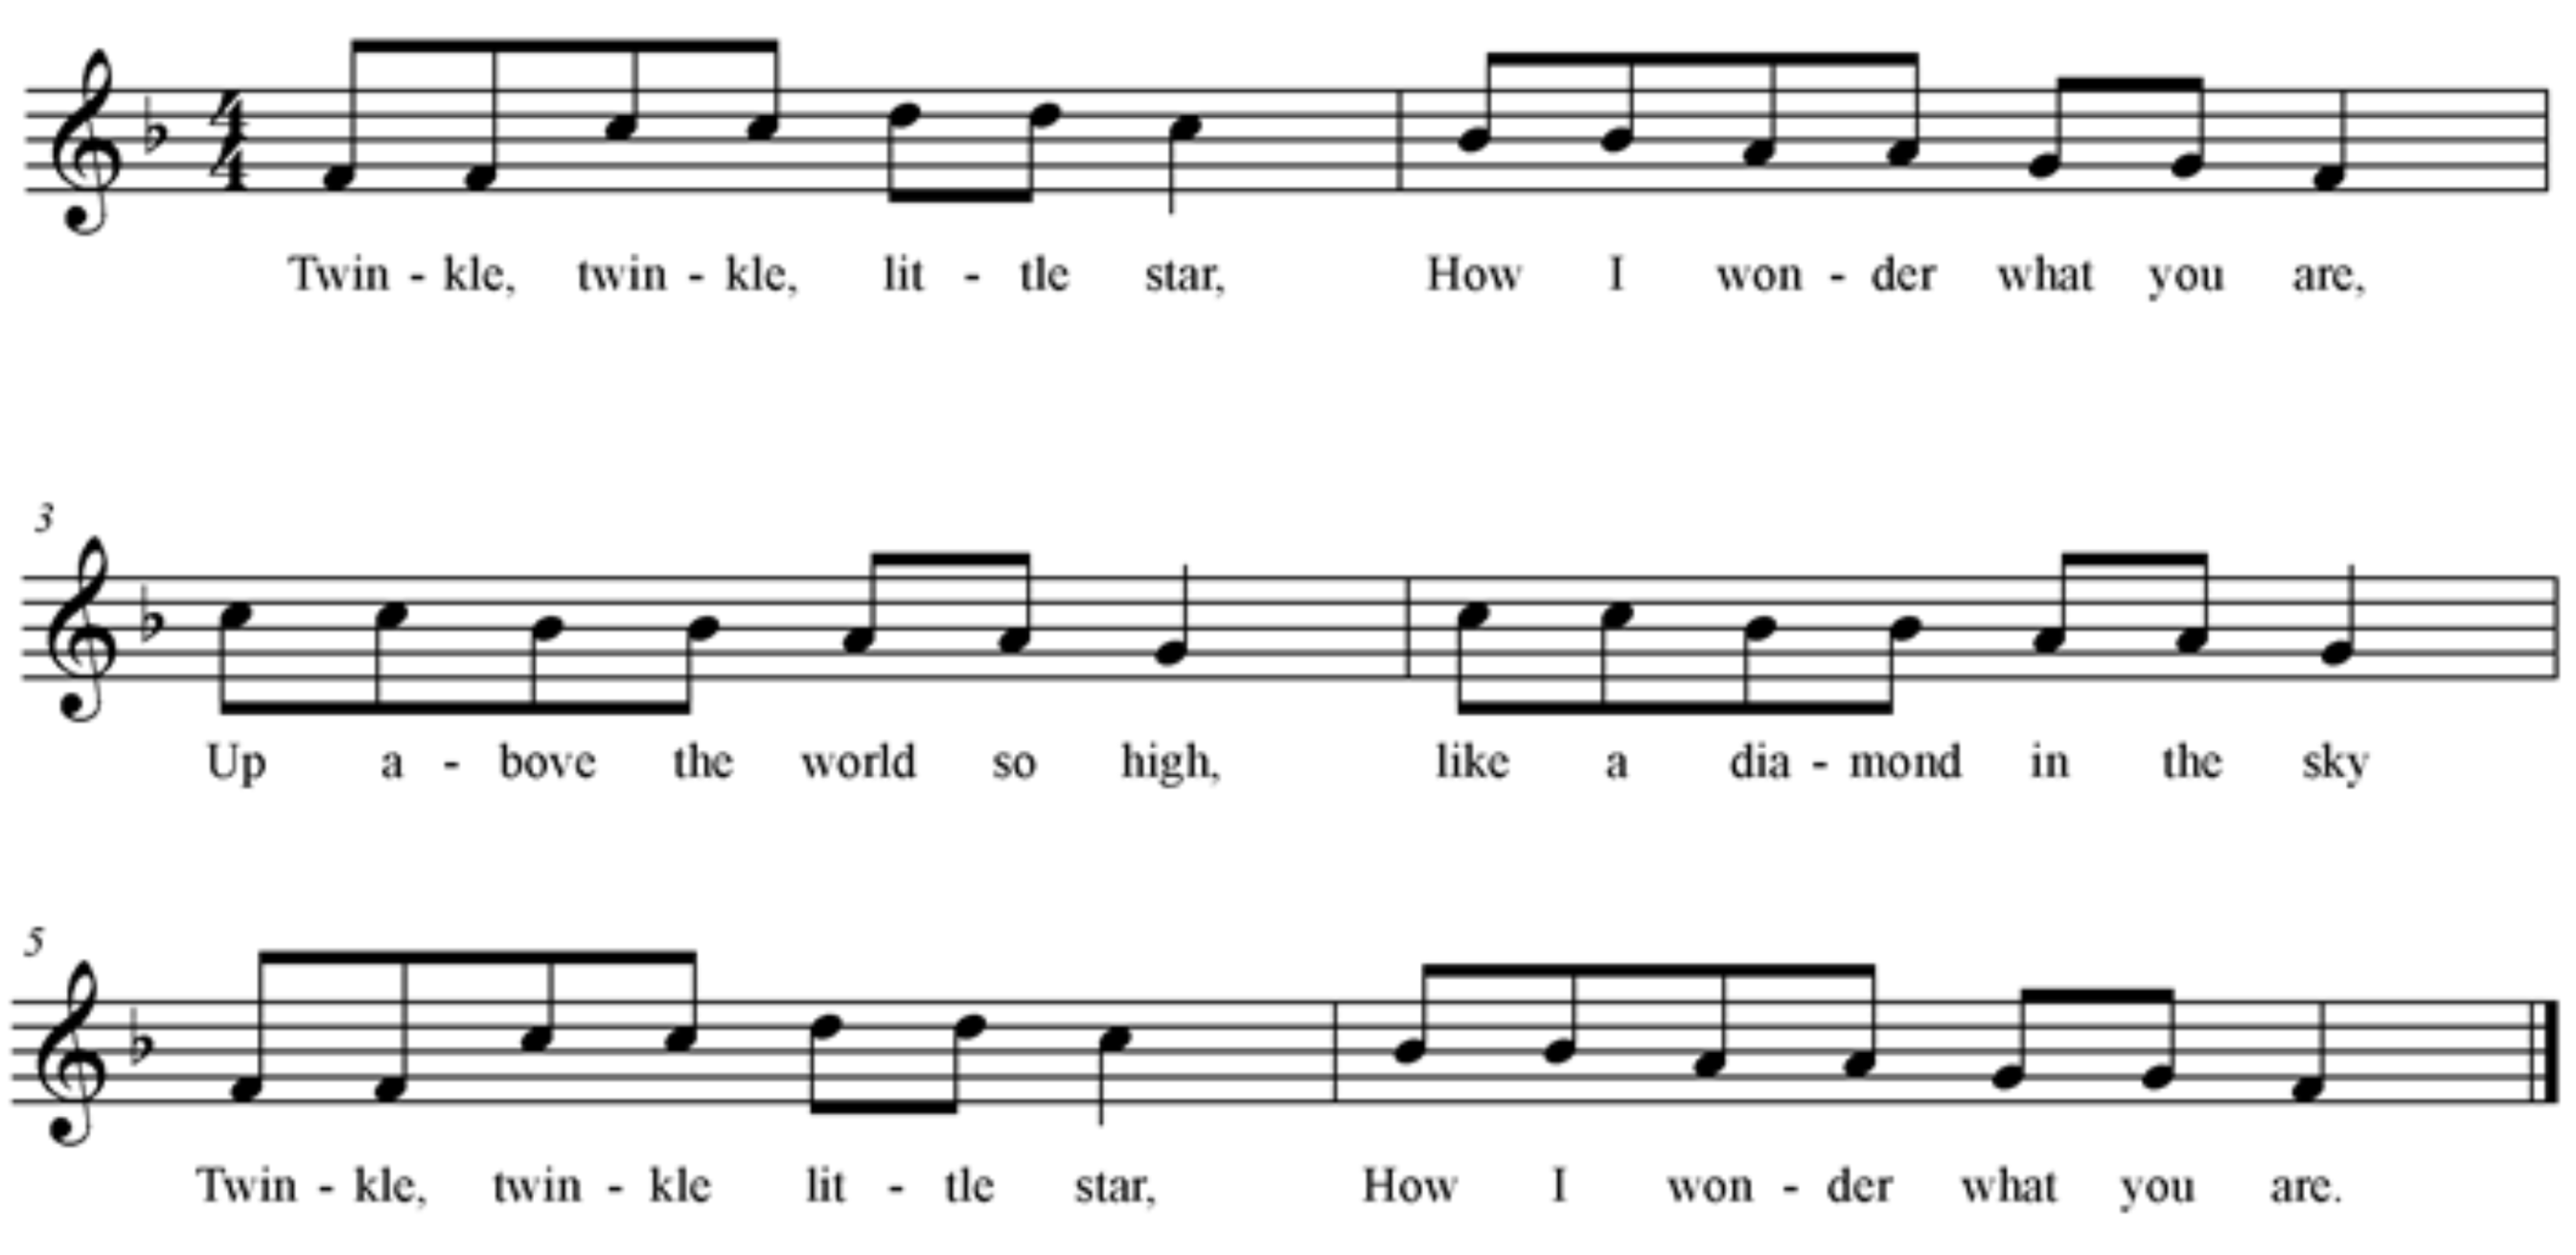 4
4
Twin - kle, twin - kle, lit - tle star, How I won - der what you are,
3
Up a - bove the world so high, like a dia - mond in the sky
5
Twin - kle, twin - kle lit - tle star, How I won - der what you are.